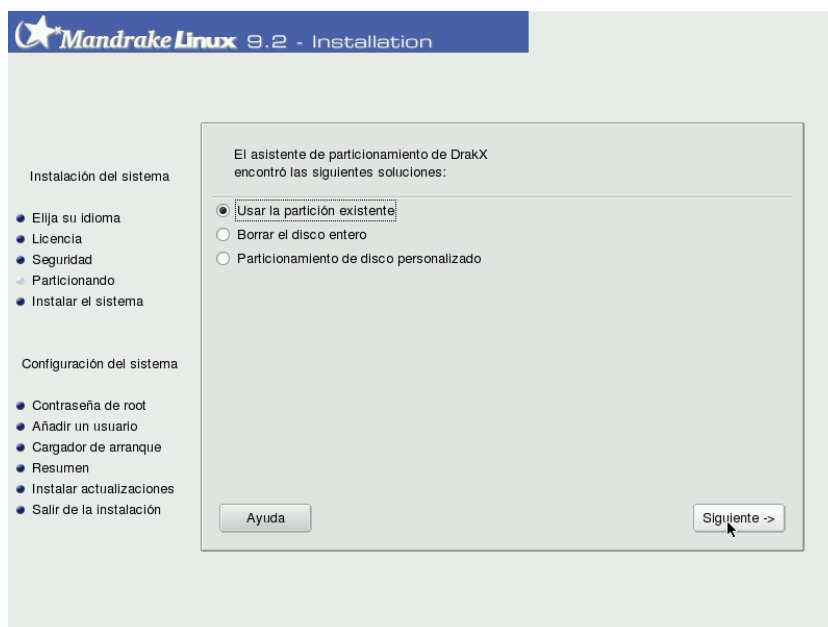 Mandrake Linux 9.2 - Installation
Instalación del sistema
Elija su idioma
Licencia
Seguridad
Particionando
Instalar el sistema
Configuración del sistema
Contraseña de root
Añadir un usuario
Cargador de arranque
Resumen
Instalar actualizaciones
Salir de la instalación
El asistente de particionamiento de DrakX
encontró las siguientes soluciones:
Usar la partición existente
Borrar el disco entero
Particionamiento de disco personalizado
Ayuda
Siguiente ->